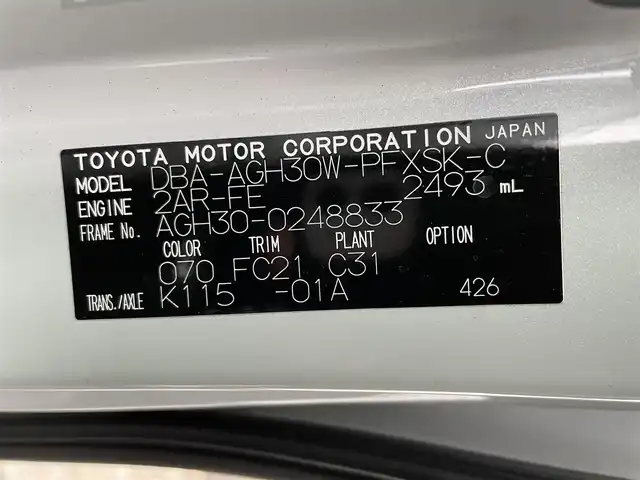 TOYOTA MOTOR CORPORATION JAPAN
MODEL DBA-AGH30W-PFXSK-C
ENGINE 2AR-FE 2493 mL
FRAME No. AGH30-0248833
COLOR TRIM PLANT OPTION
070 FC21 C31
TRANS./AXLE K115 -01A 426